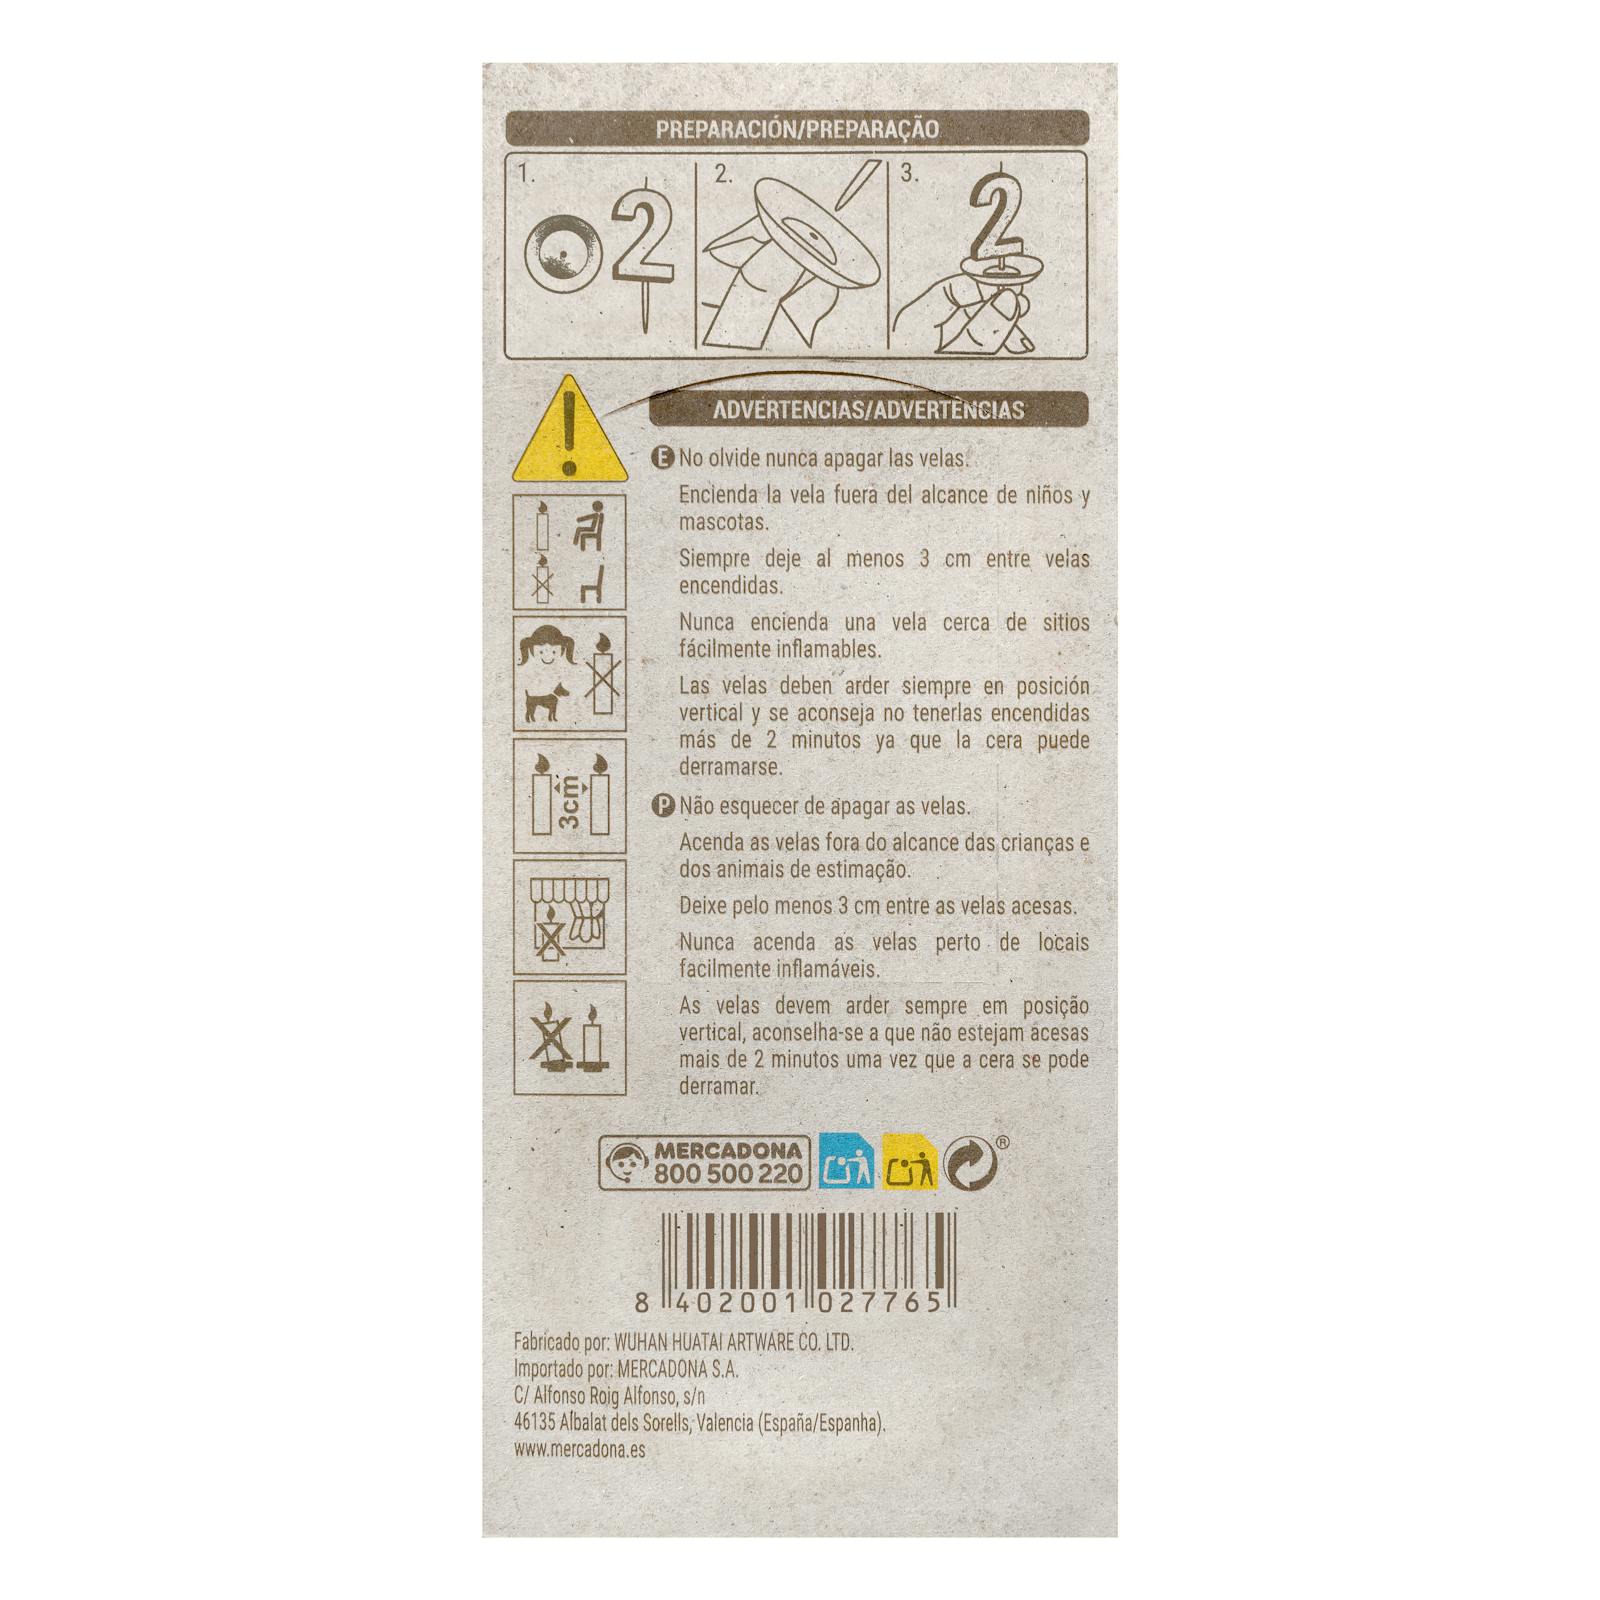 PREPARACIÓN/PREPARAÇÃO
1.
2.
3.
2
2
ADVERTENCIAS/ADVERTÊNCIAS
E No olvide nunca apagar las velas.
Encienda la vela fuera del alcance de niños y
mascotas.
Siempre deje al menos 3 cm entre velas
encendidas.
Nunca encienda una vela cerca de sitios
fácilmente inflamables.
Las velas deben arder siempre en posición
vertical y se aconseja no tenerlas encendidas
más de 2 minutos ya que la cera puede
derramarse.
3cm
P Não esquecer de apagar as velas.
Acenda as velas fora do alcance das crianças e
dos animais de estimação.
Deixe pelo menos 3 cm entre as velas acesas.
Nunca acenda as velas perto de locais
facilmente inflamáveis.
As velas devem arder sempre em posição
vertical, aconselha-se a que não estejam acesas
mais de 2 minutos uma vez que a cera se pode
derramar.
MERCADONA
800 500 220
®
8 402001 027765
Fabricado por: WUHAN HUATAI ARTWARE CO. LTD.
Importado por: MERCADONA S.A.
C/ Alfonso Roig Alfonso, s/n
46135 Albalat dels Sorells, Valencia (España/Espanha).
www.mercadona.es